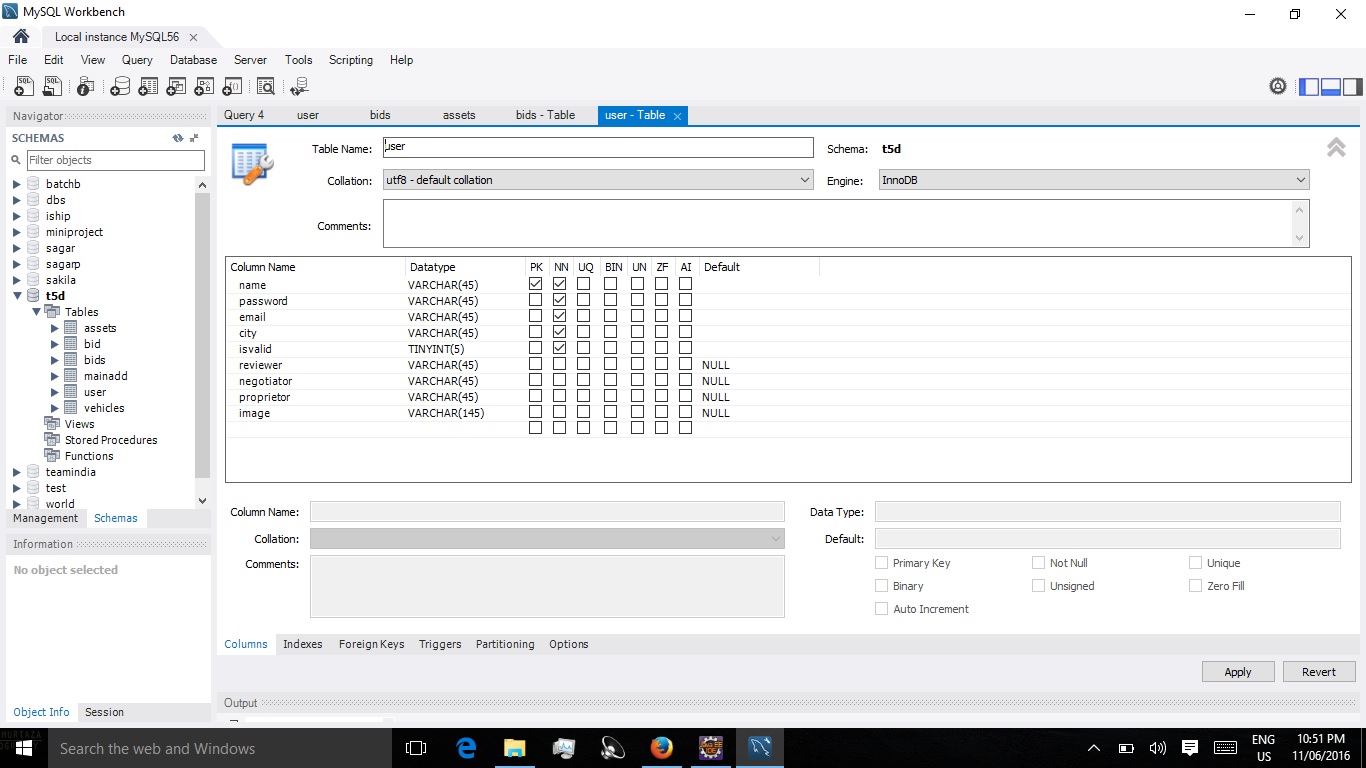 MySQL Workbench
Local instance MySQL56
File Edit View Query Database Server Tools Scripting Help
Navigator
SCHEMAS
Filter objects
batchb
dbs
iship
miniproject
sagar
sagarp
sakila
t5d
Tables
assets
bid
bids
mainadd
user
vehicles
Views
Stored Procedures
Functions
teamindia
test
world
Management Schemas
Information
No object selected
Object Info Session
Query 4 user bids assets bids - Table user - Table
Table Name: user Schema: t5d
Collation: utf8 - default collation Engine: InnoDB
Comments:
Column Name Datatype PK NN UQ BIN UN ZF AI Default
name VARCHAR(45)
password VARCHAR(45)
email VARCHAR(45)
city VARCHAR(45)
isvalid TINYINT(5)
reviewer VARCHAR(45) NULL
negotiator VARCHAR(45) NULL
proprietor VARCHAR(45) NULL
image VARCHAR(145) NULL
Column Name: Data Type:
Collation: Default:
Comments: Primary Key Not Null Unique
Binary Unsigned Zero Fill
Auto Increment
Columns Indexes Foreign Keys Triggers Partitioning Options
Apply Revert
Output
Search the web and Windows
ENG 10:51 PM
US 11/06/2016